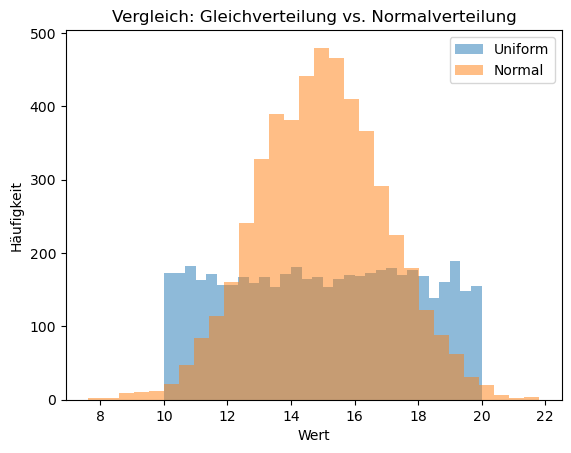 Vergleich: Gleichverteilung vs. Normalverteilung
Uniform
Normal
Häufigkeit
500
400
300
200
100
0
8 10 12 14 16 18 20 22
Wert